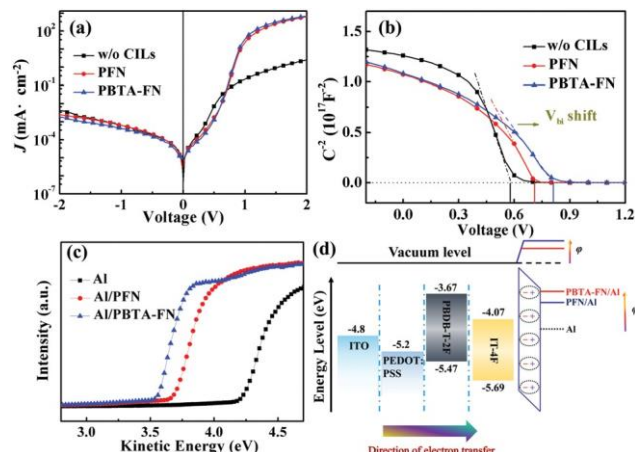 (a)
w/o CILs
PFN
PBTA-FN
J (mA· cm⁻²)
10²
10⁻¹
10⁻⁴
10⁻⁷
-2
-1
0
1
2
Voltage (V)
(b)
w/o CILs
PFN
PBTA-FN
V_bi shift
C⁻² (10¹⁷F⁻²)
1.5
1.0
0.5
0.0
0.0
0.3
0.6
0.9
1.2
Voltage (V)
(c)
Al
Al/PFN
Al/PBTA-FN
Intensity (a.u.)
3.0
3.5
4.0
4.5
Kinetic Energy (eV)
(d)
Vacuum level
φ
Energy Level (eV)
-4.8
ITO
-5.2
PEDOT:
PSS
-3.67
PBDB-T-2F
-5.47
-4.07
IT-4F
-5.69
PBTA-FN/Al
PFN/Al
Al
Direction of electron transfer